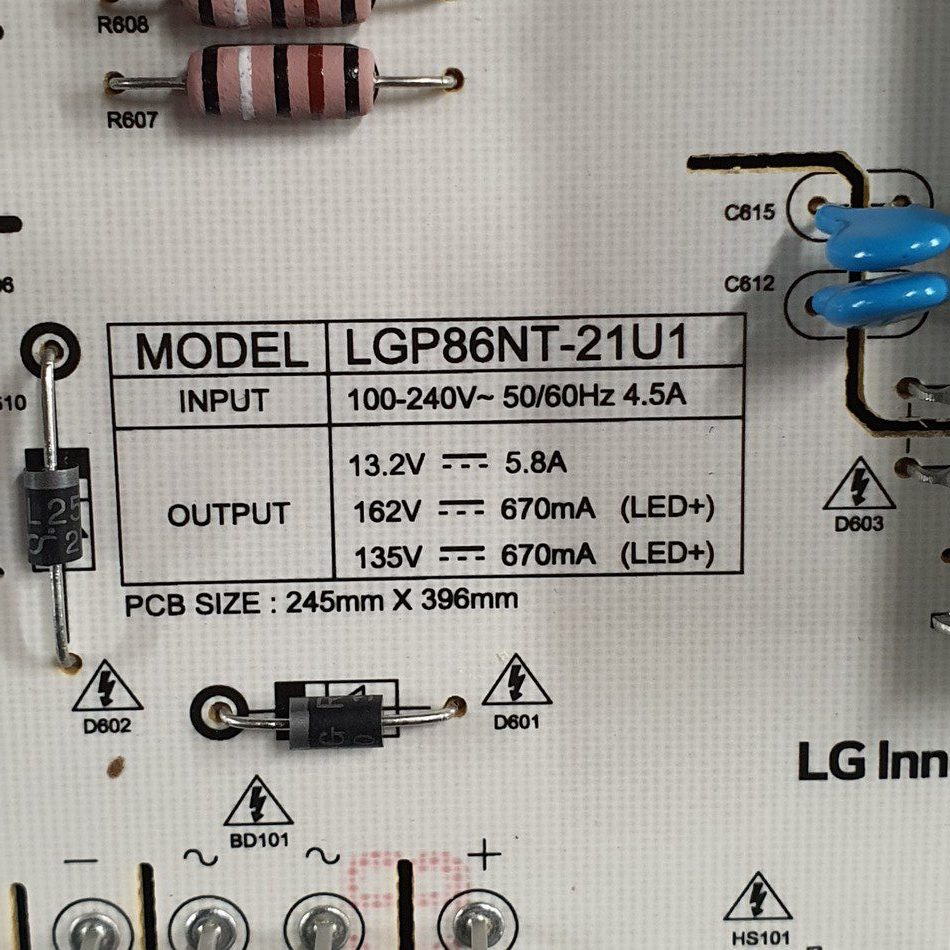 R608
R607
C615
C612
MODEL LGP86NT-21U1
INPUT 100-240V~ 50/60Hz 4.5A
OUTPUT
13.2V 5.8A
162V 670mA (LED+)
135V 670mA (LED+)
PCB SIZE : 245mm X 396mm
D603
D602
D601
LG Inn
BD101
− ~ ~ +
HS101